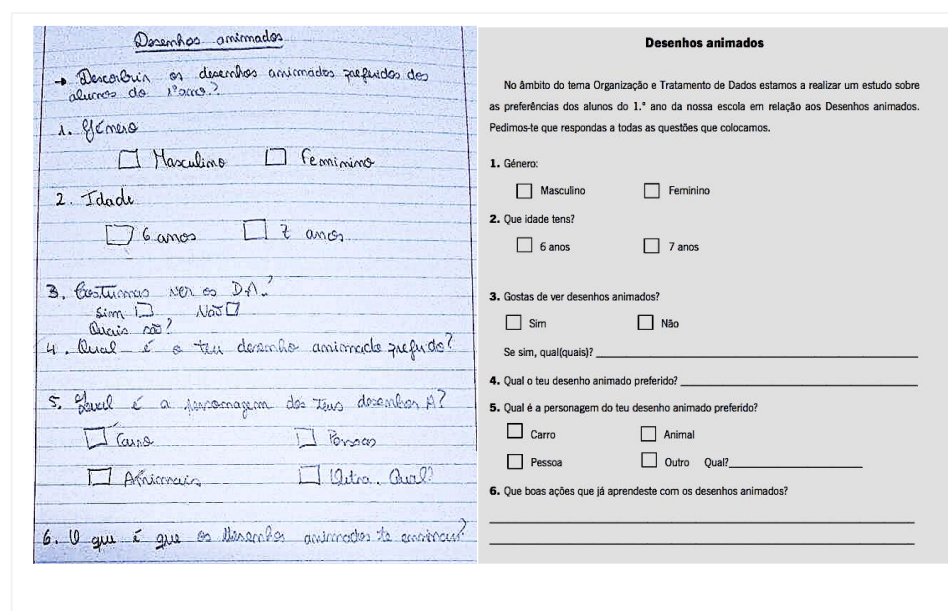 Desenhos animados
→ Descobrir os desenhos animados prefridos dos
alunos do 1º ano?
1. Género
Masculino Feminino
2. Idade
6 anos 7 anos
3. Costumas ver os D.A.?
Sim Não
Quais são?
4. Qual é o teu desenho animado prefrido?
5. Qual é a personagem dos teus desenhos A?
Carro Pessoas
Animais Outra. Qual?
6. O que é que os desenhos animados te ensinam?
Desenhos animados
No âmbito do tema Organização e Tratamento de Dados estamos a realizar um estudo sobre
as preferências dos alunos do 1.º ano da nossa escola em relação aos Desenhos animados.
Pedimos-te que respondas a todas as questões que colocamos.
1. Género:
Masculino Feminino
2. Que idade tens?
6 anos 7 anos
3. Gostas de ver desenhos animados?
Sim Não
Se sim, qual(quais)?
4. Qual o teu desenho animado preferido?
5. Qual é a personagem do teu desenho animado preferido?
Carro Animal
Pessoa Outro Qual?
6. Que boas ações que já aprendeste com os desenhos animados?